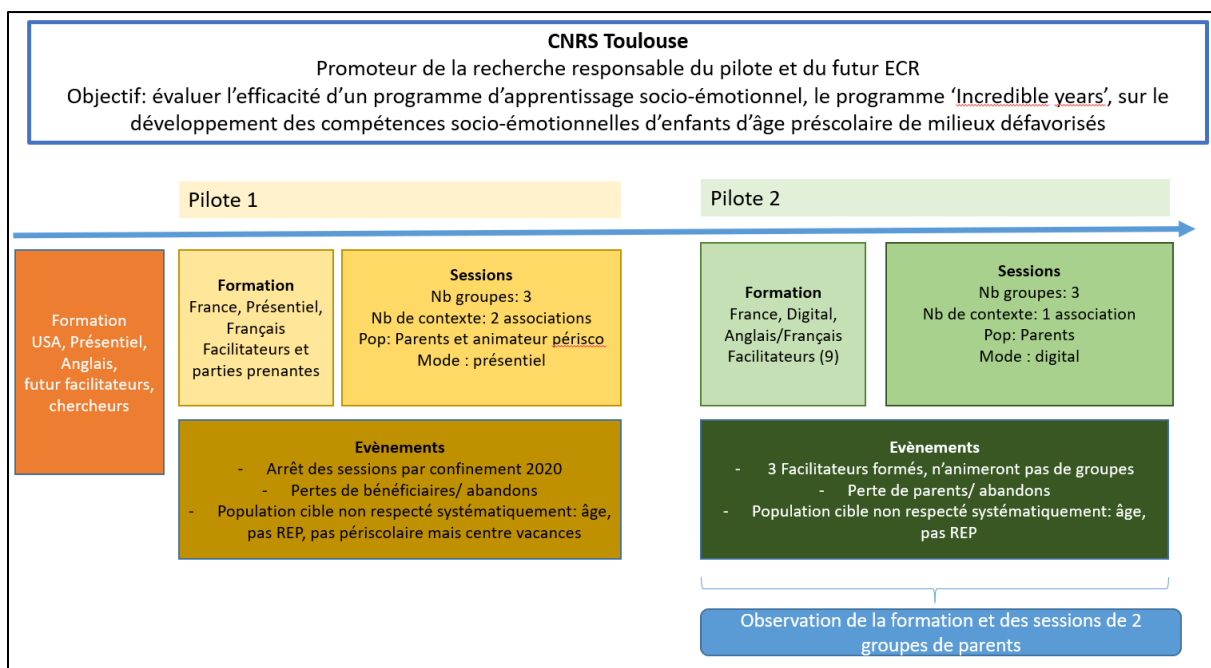 CNRS Toulouse
Promoteur de la recherche responsable du pilote et du futur ECR
Objectif: évaluer l'efficacité d'un programme d'apprentissage socio-émotionnel, le programme 'Incredible years', sur le
développement des compétences socio-émotionnelles d'enfants d'âge préscolaire de milieux défavorisés
Pilote 1
Pilote 2
Formation
USA, Présentiel,
Anglais,
futur facilitateurs,
chercheurs
Formation
France, Présentiel,
Français
Facilitateurs et
parties prenantes
Sessions
Nb groupes: 3
Nb de contexte: 2 associations
Pop: Parents et animateur périsco
Mode : présentiel
Formation
France, Digital,
Anglais/Français
Facilitateurs (9)
Sessions
Nb groupes: 3
Nb de contexte: 1 association
Pop: Parents
Mode : digital
Evènements
- Arrêt des sessions par confinement 2020
- Pertes de bénéficiaires/ abandons
- Population cible non respecté systématiquement: âge,
pas REP, pas périscolaire mais centre vacances
Evènements
- 3 Facilitateurs formés, n'animeront pas de groupes
- Perte de parents/ abandons
- Population cible non respecté systématiquement: âge,
pas REP
Observation de la formation et des sessions de 2
groupes de parents